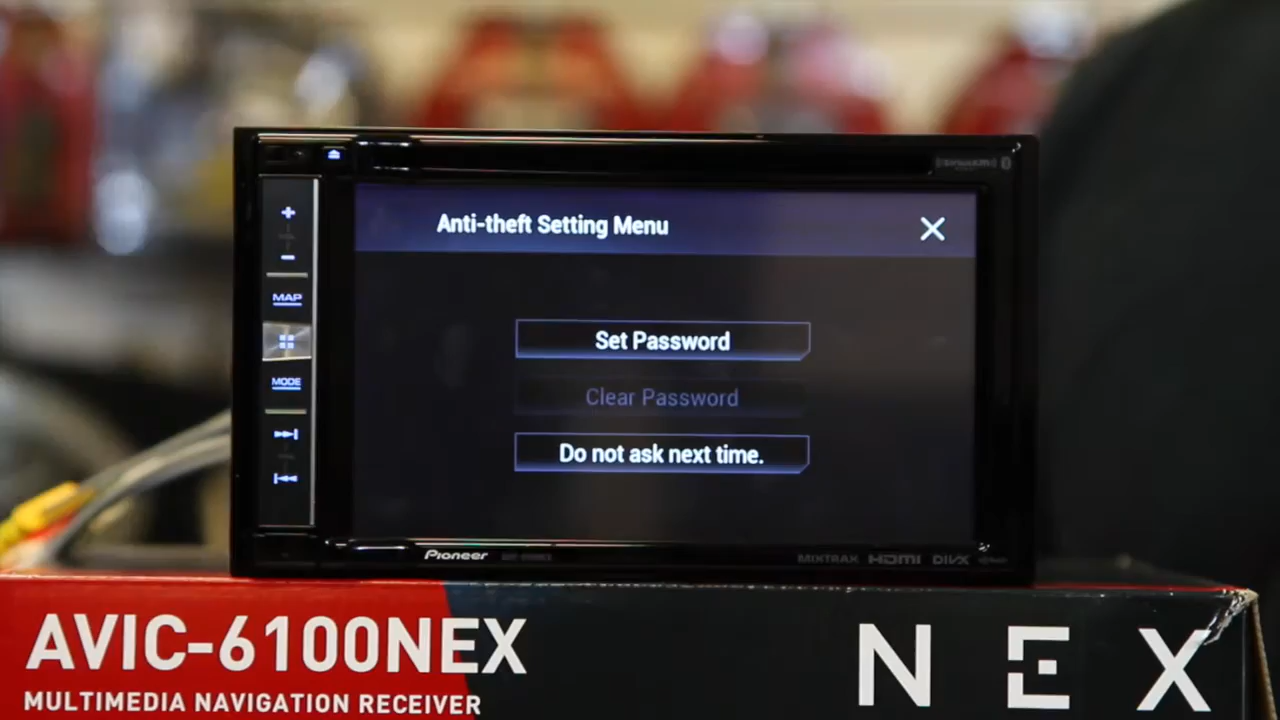 SiriusXM
Anti-theft Setting Menu
MAP
Set Password
MODE
Clear Password
Do not ask next time.
Pioneer
MIXTRAX HDMI DIVX
AVIC-6100NEX
NEX
MULTIMEDIA NAVIGATION RECEIVER